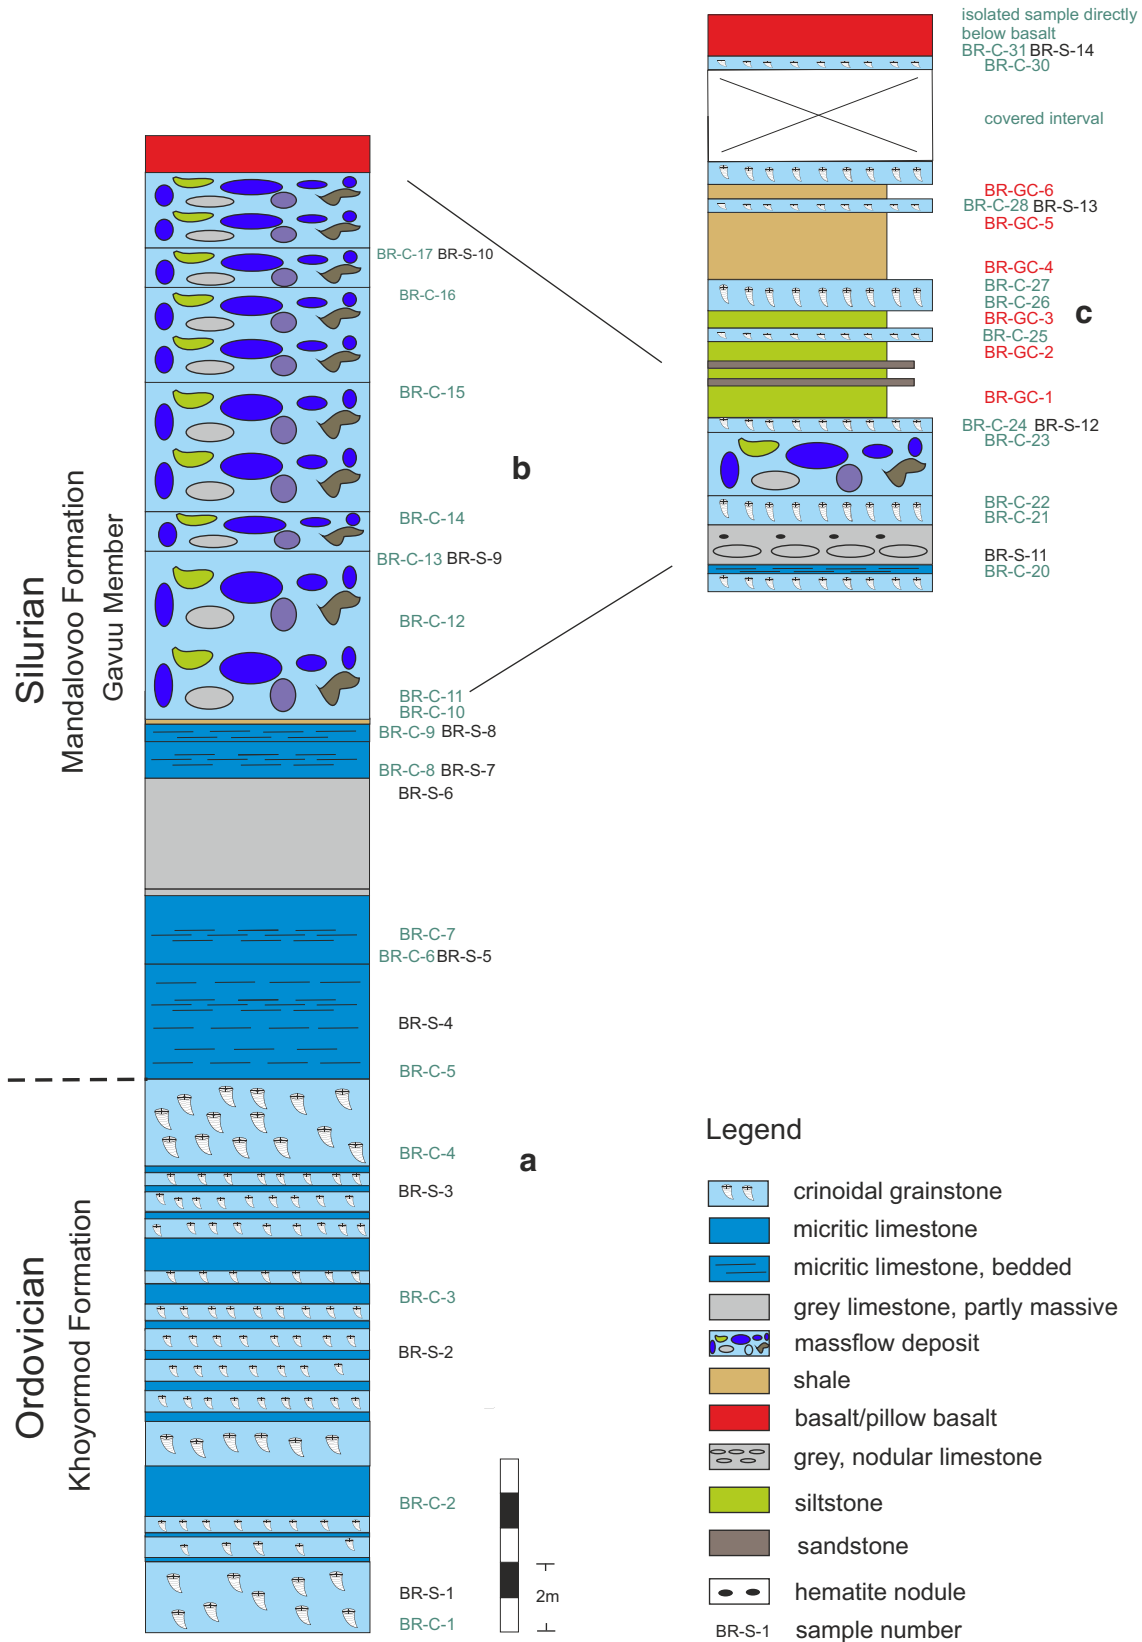 isolated sample directly
below basalt
BR-C-31 BR-S-14
BR-C-30
covered interval
BR-GC-6
BR-C-28 BR-S-13
BR-GC-5
BR-GC-4
BR-C-27
BR-C-26
BR-GC-3
c
BR-C-25
BR-GC-2
BR-GC-1
BR-C-24 BR-S-12
BR-C-23
BR-C-22
BR-C-21
BR-S-11
BR-C-20
BR-C-17 BR-S-10
BR-C-16
BR-C-15
b
BR-C-14
BR-C-13 BR-S-9
BR-C-12
BR-C-11
BR-C-10
BR-C-9 BR-S-8
BR-C-8 BR-S-7
BR-S-6
BR-C-7
BR-C-6 BR-S-5
BR-S-4
BR-C-5
BR-C-4
a
BR-S-3
BR-C-3
BR-S-2
BR-C-2
BR-S-1
BR-C-1
2m
Silurian
Mandalovoo Formation
Gavuu Member
Ordovician
Khoyormod Formation
Legend
crinoidal grainstone
micritic limestone
micritic limestone, bedded
grey limestone, partly massive
massflow deposit
shale
basalt/pillow basalt
grey, nodular limestone
siltstone
sandstone
hematite nodule
BR-S-1 sample number